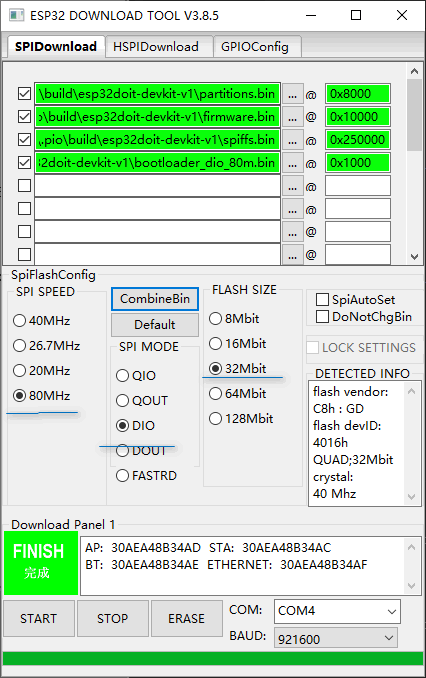 ESP32 DOWNLOAD TOOL V3.8.5
SPIDownload HSPIDownload GPIOConfig
\build\esp32doit-devkit-v1\partitions.bin ... @ 0x8000
o\build\esp32doit-devkit-v1\firmware.bin ... @ 0x10000
.pio\build\esp32doit-devkit-v1\spiffs.bin ... @ 0x250000
32doit-devkit-v1\bootloader_dio_80m.bin ... @ 0x1000
... @
... @
... @
... @
SpiFlashConfig
SPI SPEED
40MHz
26.7MHz
20MHz
80MHz
CombineBin
Default
SPI MODE
QIO
QOUT
DIO
DOUT
FASTRD
FLASH SIZE
8Mbit
16Mbit
32Mbit
64Mbit
128Mbit
SpiAutoSet
DoNotChgBin
LOCK SETTINGS
DETECTED INFO
flash vendor:
C8h : GD
flash devID:
4016h
QUAD;32Mbit
crystal:
40 Mhz
Download Panel 1
FINISH
完成
AP: 30AEA48B34AD STA: 30AEA48B34AC
BT: 30AEA48B34AE ETHERNET: 30AEA48B34AF
START STOP ERASE
COM: COM4
BAUD: 921600